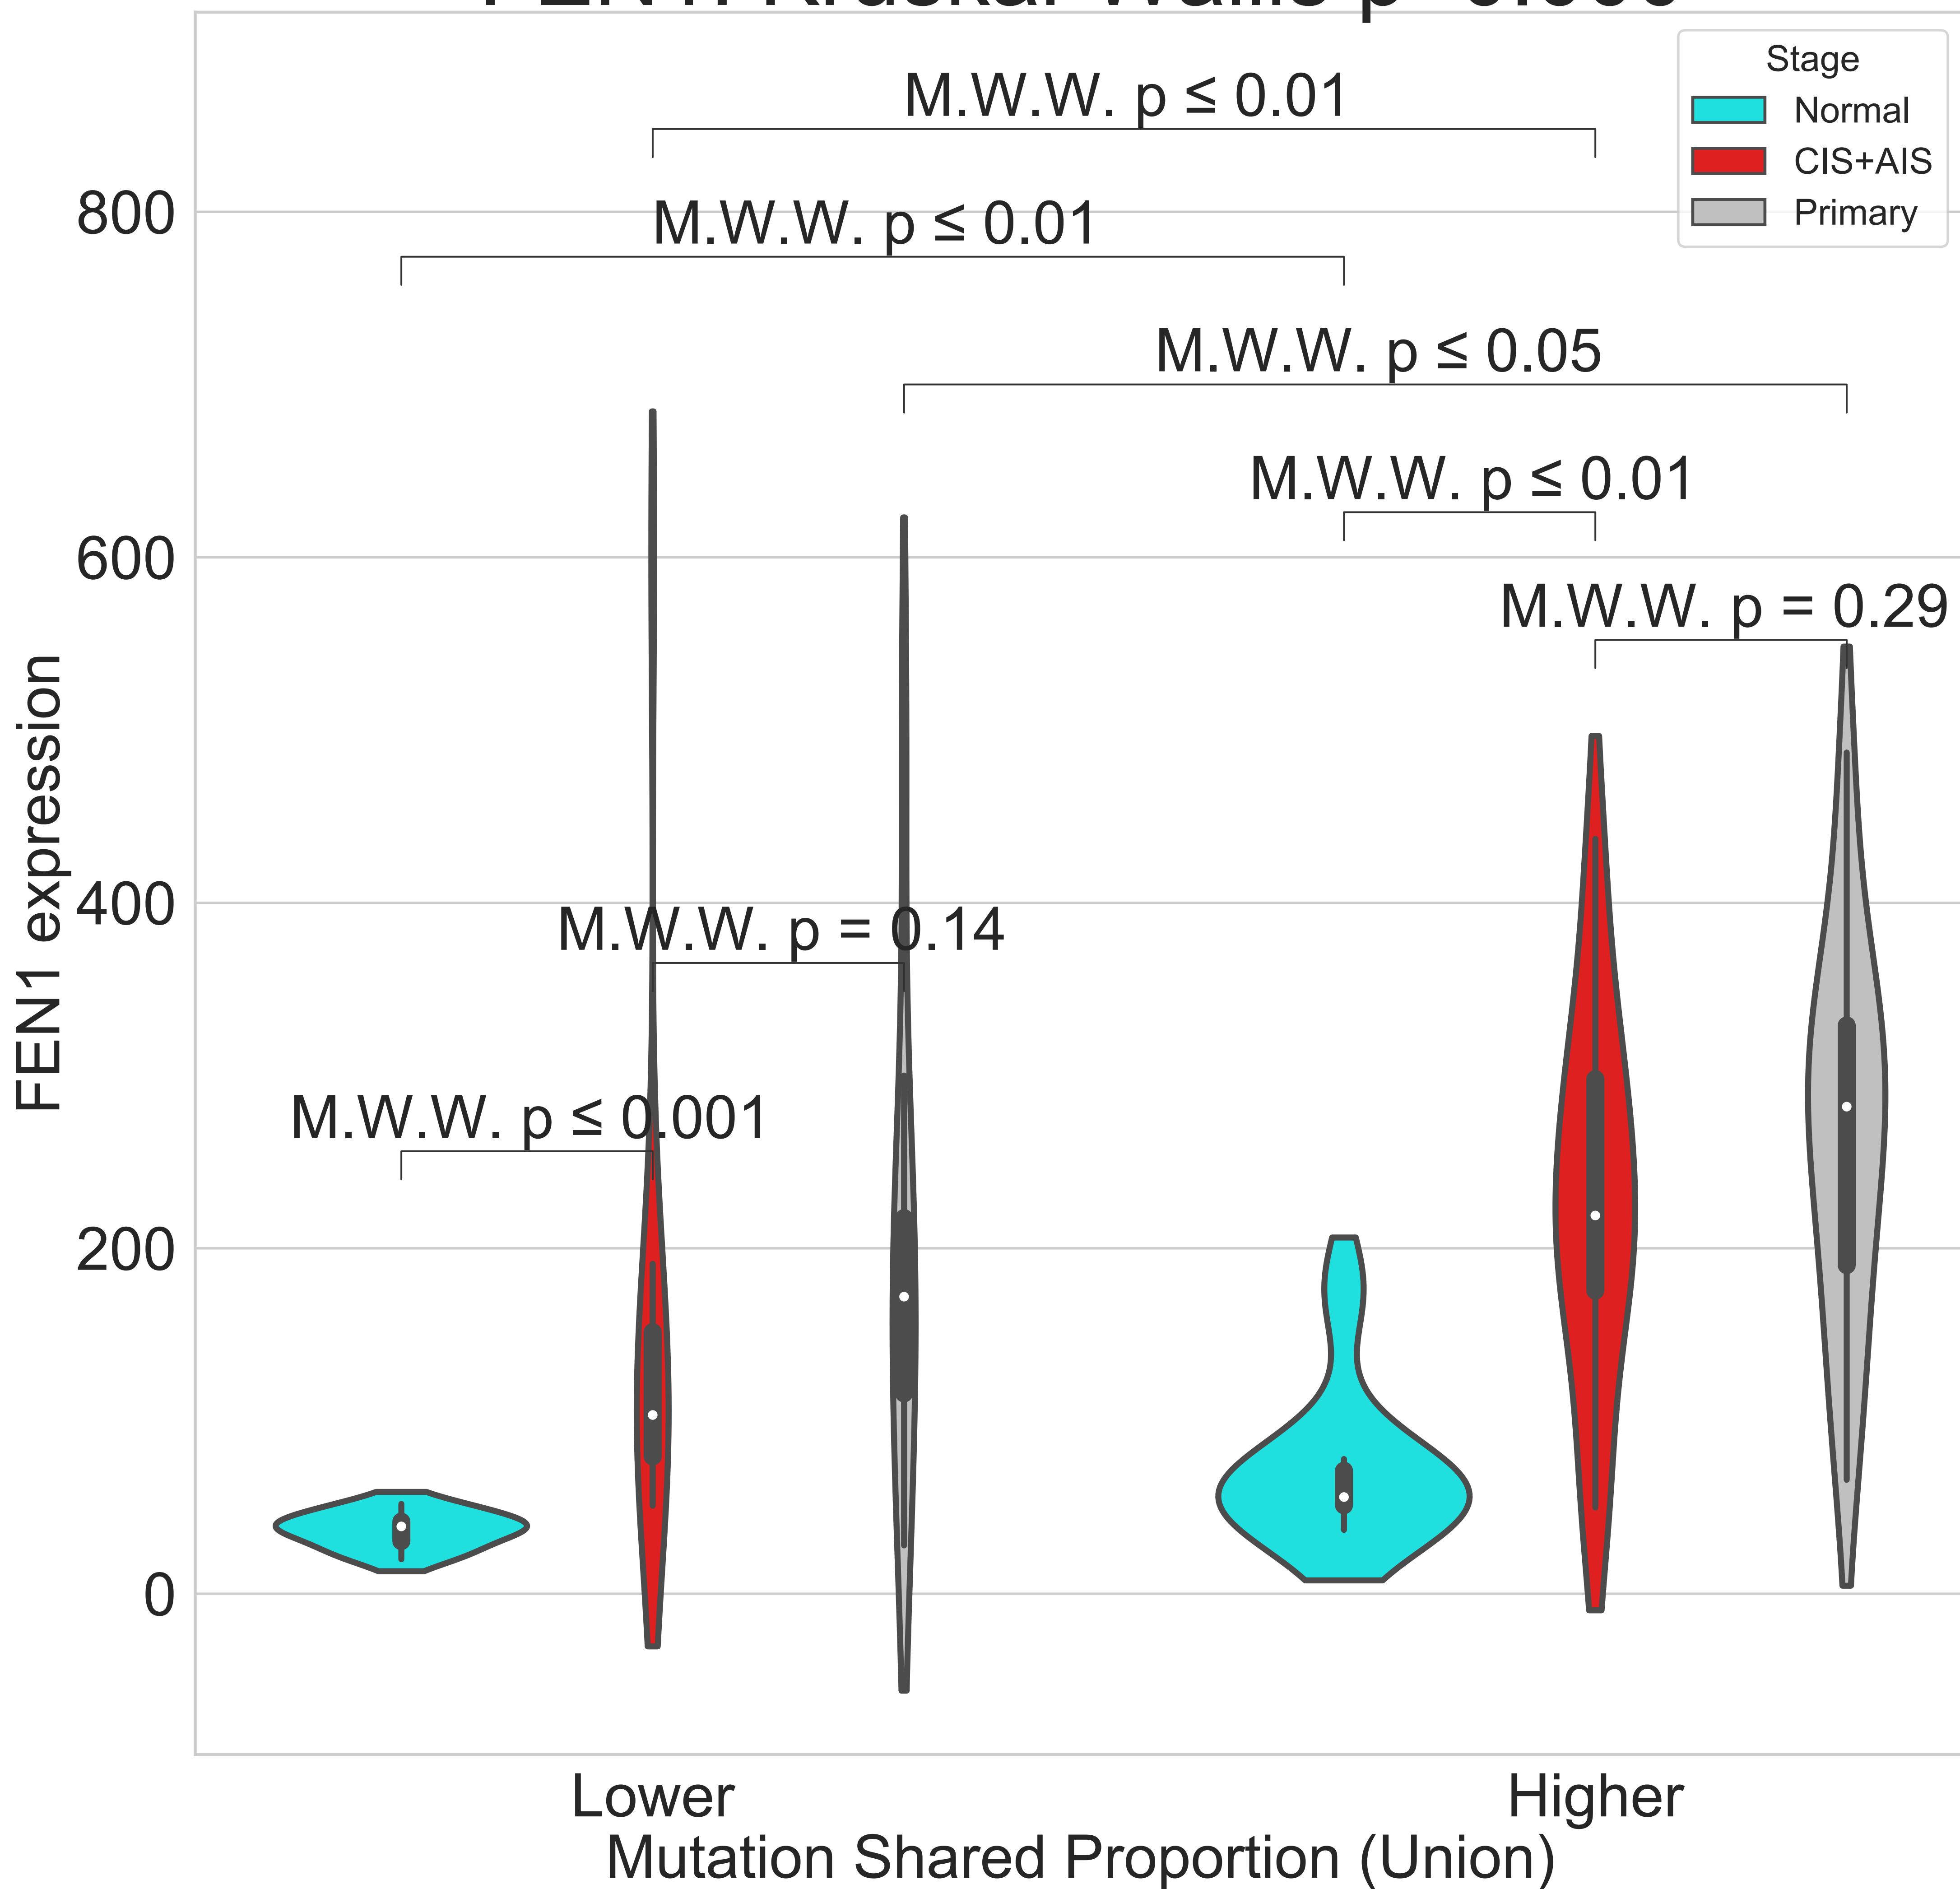 Stage
Normal
CIS+AIS
Primary
M.W.W. p ≤ 0.01
M.W.W. p ≤ 0.01
M.W.W. p ≤ 0.05
M.W.W. p ≤ 0.01
M.W.W. p = 0.29
M.W.W. p = 0.14
M.W.W. p ≤ 0.001
800
600
400
200
0
FEN1 expression
Lower
Higher
Mutation Shared Proportion (Union)